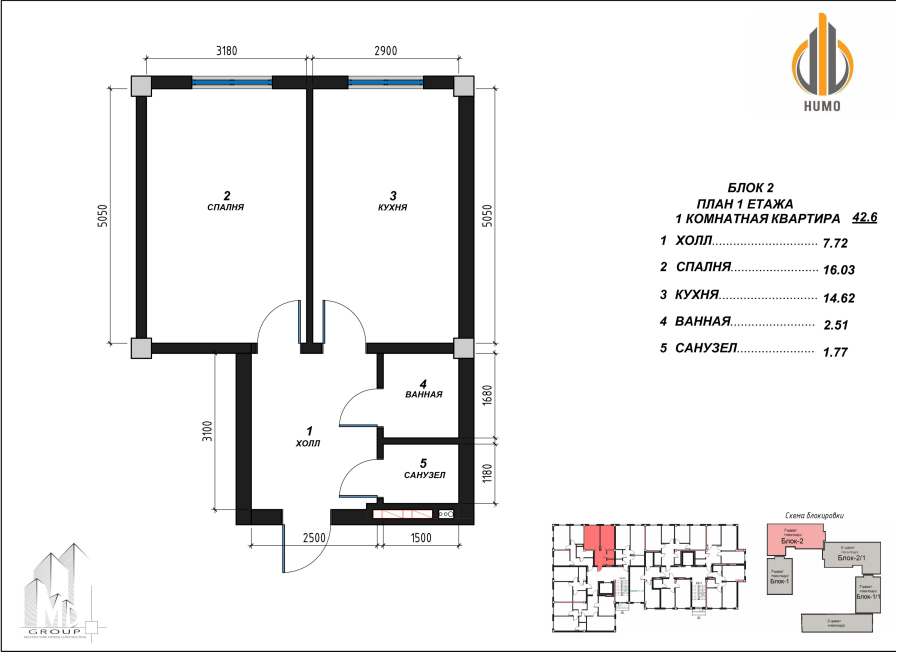 3180
2900
HUMO
5050
2
СПАЛНЯ
3
КУХНЯ
5050
БЛОК 2
ПЛАН 1 ЕТАЖА
1 КОМНАТНАЯ КВАРТИРА 42.6
1 ХОЛЛ............................ 7.72
2 СПАЛНЯ....................... 16.03
3 КУХНЯ.......................... 14.62
4 ВАННАЯ...................... 2.51
5 САНУЗЕЛ.................... 1.77
3100
1
ХОЛЛ
4
ВАННАЯ
1680
5
САНУЗЕЛ
1180
2500
1500
Схема блокировки
Блок-2
Блок-2/1
Блок-1
Блок-1/1
M
GROUP